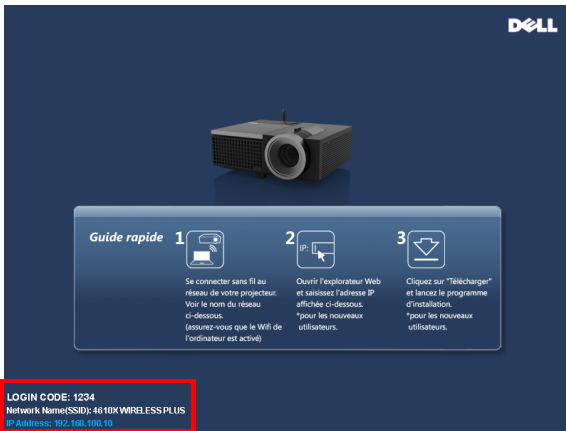 DELL
Guide rapide
1
IP:
2
3
Se connecter sans fil au
réseau de votre projecteur.
Voir le nom du réseau
ci-dessous.
(assurez-vous que le Wifi de
l'ordinateur est activé)
Ouvrir l'explorateur Web
et saisissez l'adresse IP
affichée ci-dessous.
*pour les nouveaux
utilisateurs.
Cliquez sur "Télécharger"
et lancez le programme
d'installation.
*pour les nouveaux
utilisateurs.
LOGIN CODE: 1234
Network Name(SSID): 4610X WIRELESS PLUS
IP Address: 192.168.100.10